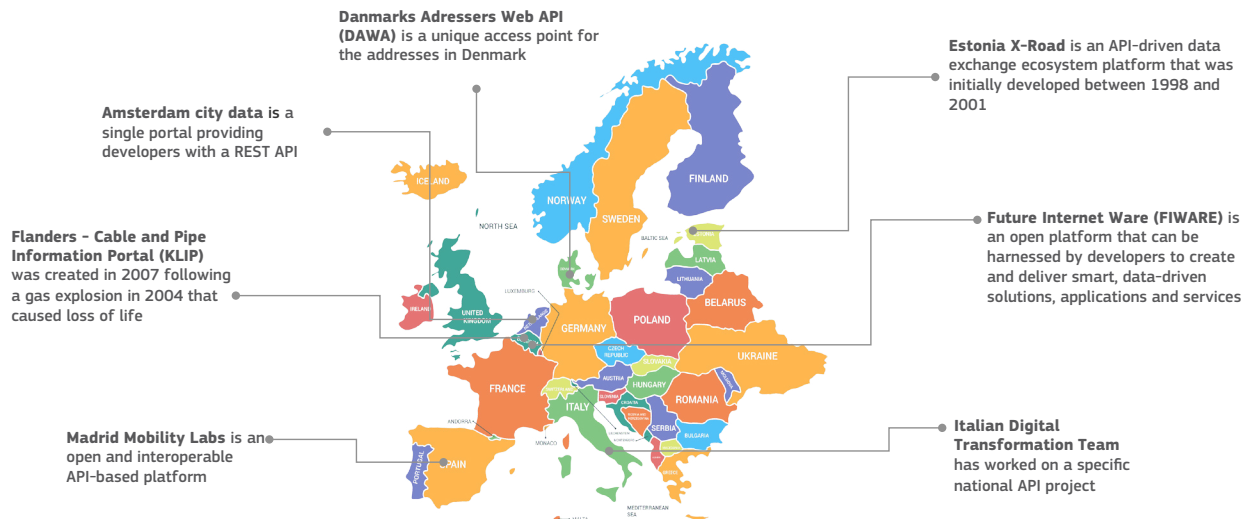 Danmarks Adressers Web API
(DAWA) is a unique access point for
the addresses in Denmark
Estonia X-Road is an API-driven data
exchange ecosystem platform that was
initially developed between 1998 and
2001
Amsterdam city data is a
single portal providing
developers with a REST API
Flanders - Cable and Pipe
Information Portal (KLIP)
was created in 2007 following
a gas explosion in 2004 that
caused loss of life
Future Internet Ware (FIWARE) is
an open platform that can be
harnessed by developers to create
and deliver smart, data-driven
solutions, applications and services
Madrid Mobility Labs is an
open and interoperable
API-based platform
Italian Digital
Transformation Team
has worked on a specific
national API project
ICELAND
NORWAY
SWEDEN
FINLAND
NORTH SEA
BALTIC SEA
LATVIA
LITHUANIA
BELARUS
LUXEMBURG
IRELAND
UNITED
KINGDOM
GERMANY
POLAND
CZECH
REPUBLIC
SLOVAKIA
UKRAINE
AUSTRIA
HUNGARY
FRANCE
ITALY
SLOVENIA
CROATIA
ROMANIA
SERBIA
BULGARIA
ANDORRA
MONACO
PORTUGAL
SPAIN
GREECE
MEDITERRANEAN
SEA